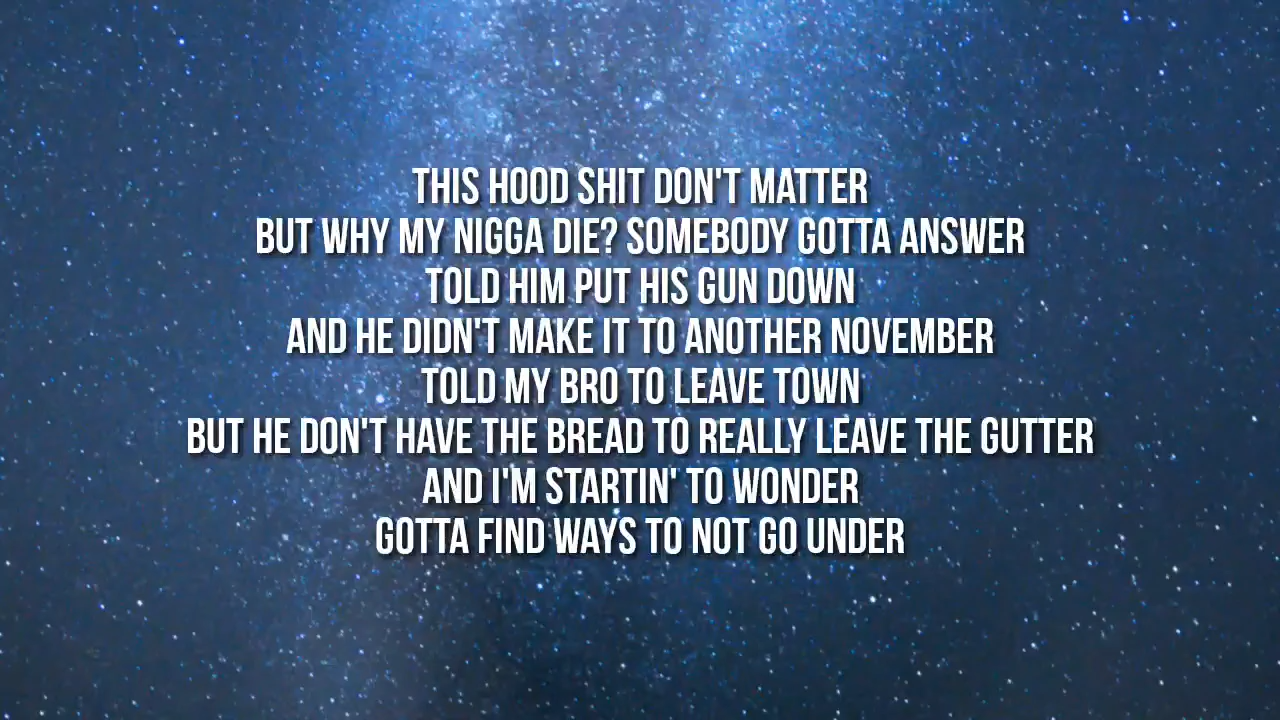 THIS HOOD SHIT DON'T MATTER
BUT WHY MY NIGGA DIE? SOMEBODY GOTTA ANSWER
TOLD HIM PUT HIS GUN DOWN
AND HE DIDN'T MAKE IT TO ANOTHER NOVEMBER
TOLD MY BRO TO LEAVE TOWN
BUT HE DON'T HAVE THE BREAD TO REALLY LEAVE THE GUTTER
AND I'M STARTIN' TO WONDER
GOTTA FIND WAYS TO NOT GO UNDER